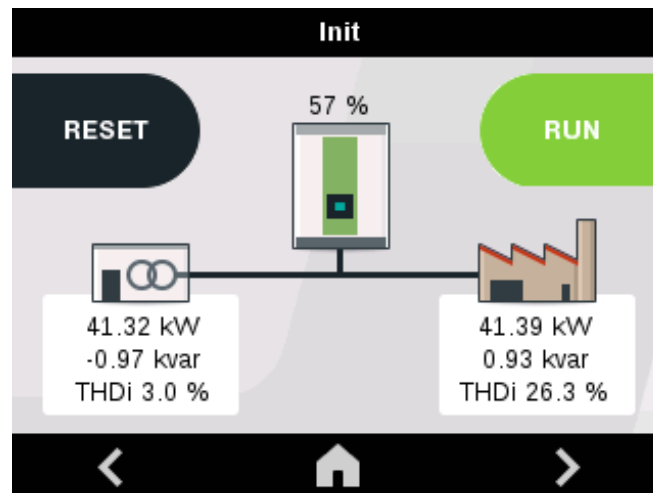 Init
RESET
57 %
RUN
41.32 kW
-0.97 kvar
THDi 3.0 %
41.39 kW
0.93 kvar
THDi 26.3 %